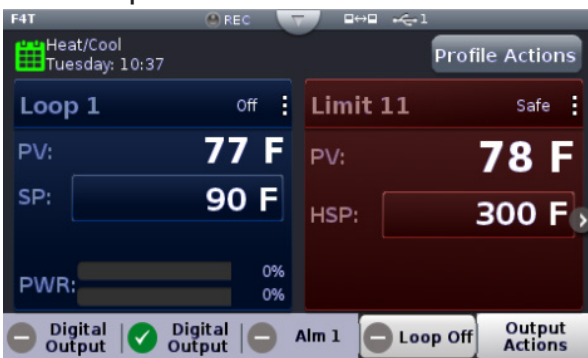 F4T REC 1
Heat/Cool
Tuesday: 10:37
Profile Actions
Loop 1 Off
PV: 77 F
SP: 90 F
PWR: 0%
0%
Limit 11 Safe
PV: 78 F
HSP: 300 F
Digital Output
Digital Output
Alm 1
Loop Off
Output Actions